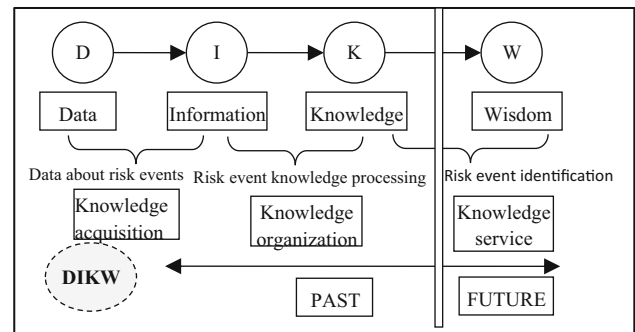 D I K W
Data Information Knowledge Wisdom
Data about risk events Risk event knowledge processing Risk event identification
Knowledge acquisition Knowledge organization Knowledge service
DIKW
PAST FUTURE